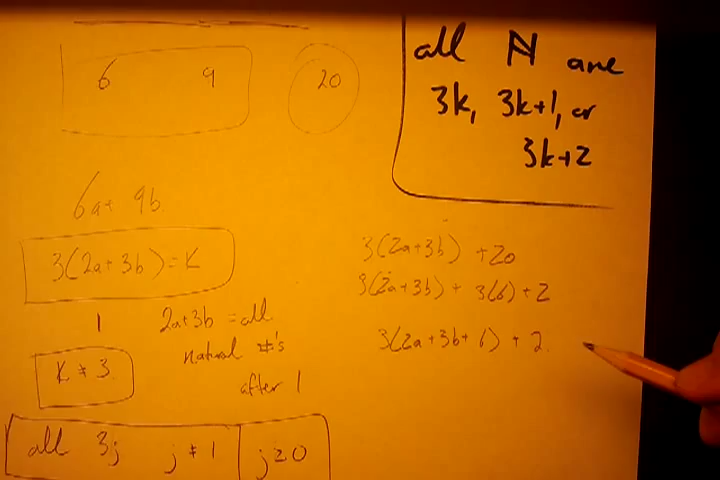 6 9 20
all ℕ are
3k, 3k+1, or
3k+2
6a+ 9b
3(2a+3b)=K
1 2a+3b = all
natural #'s
after 1
K ≠ 3
all 3j j ≠ 1 j≥0
3(2a+3b) +20
3(2a+3b) + 3(6) + 2
3(2a+3b+6) + 2.